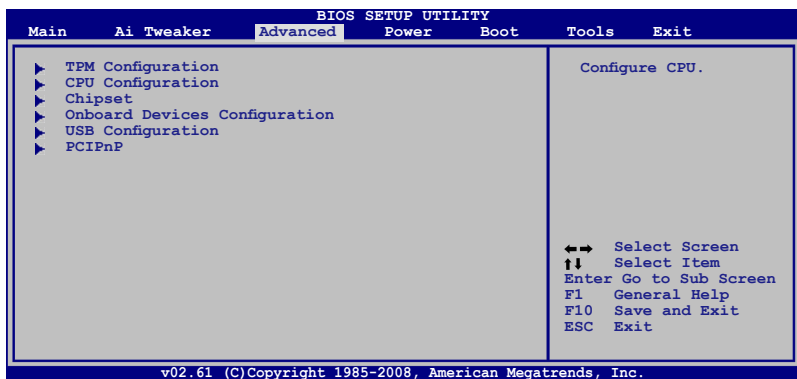 BIOS SETUP UTILITY
Main Ai Tweaker Advanced Power Boot Tools Exit
TPM Configuration
CPU Configuration
Chipset
Onboard Devices Configuration
USB Configuration
PCIPnP
Configure CPU.
Select Screen
Select Item
Enter Go to Sub Screen
F1 General Help
F10 Save and Exit
ESC Exit
v02.61 (C)Copyright 1985-2008, American Megatrends, Inc.